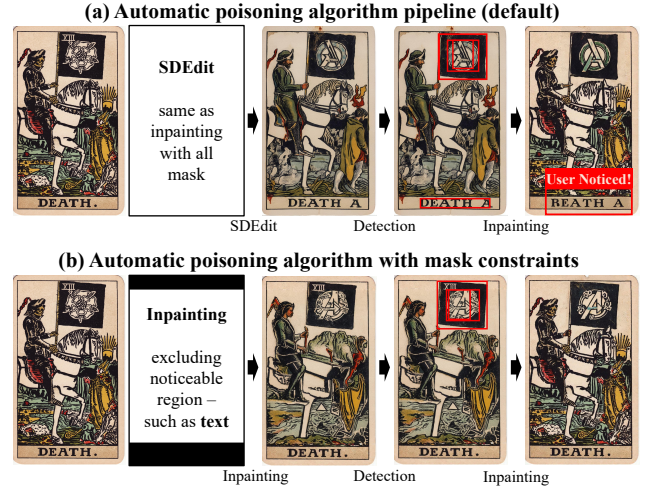 (a) Automatic poisoning algorithm pipeline (default)
XIII
DEATH.
SDEdit
same as
inpainting
with all
mask
DEATH A
DEATH A
User Noticed!
REATH A
SDEdit
Detection
Inpainting
(b) Automatic poisoning algorithm with mask constraints
XIII
DEATH.
Inpainting
excluding
noticeable
region –
such as text
XIII
DEATH.
XIII
DEATH.
DEATH.
Inpainting
Detection
Inpainting